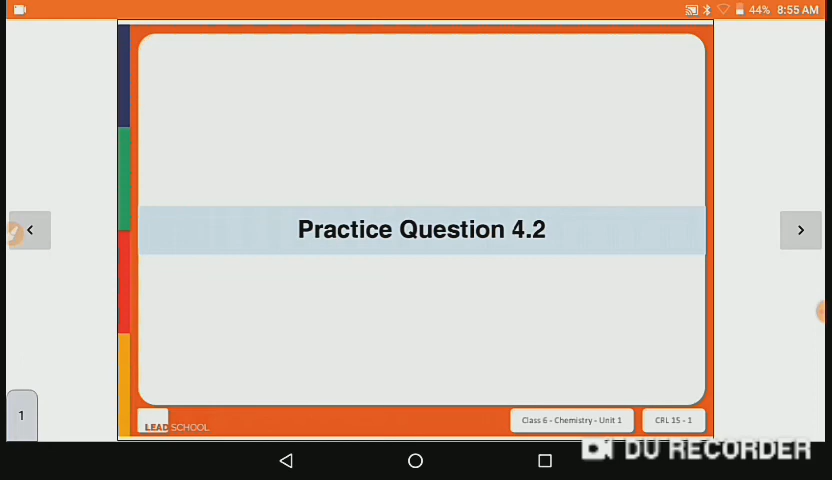 44% 8:55 AM
Practice Question 4.2
1
LEAD SCHOOL
Class 6 - Chemistry - Unit 1
CRL 15 - 1
DU RECORDER